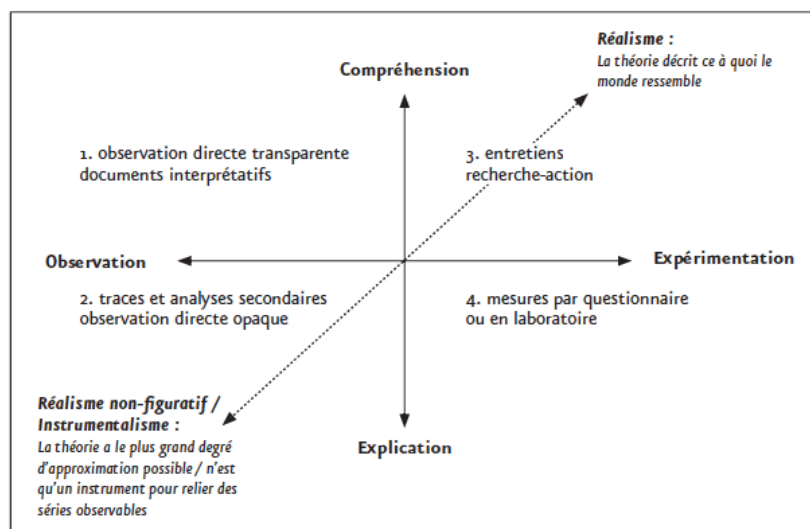 Réalisme :
La théorie décrit ce à quoi le
monde ressemble
Compréhension
1. observation directe transparente
documents interprétatifs
3. entretiens
recherche-action
Observation
Expérimentation
2. traces et analyses secondaires
observation directe opaque
4. mesures par questionnaire
ou en laboratoire
Réalisme non-figuratif /
Instrumentalisme :
La théorie a le plus grand degré
d'approximation possible / n'est
qu'un instrument pour relier des
séries observables
Explication